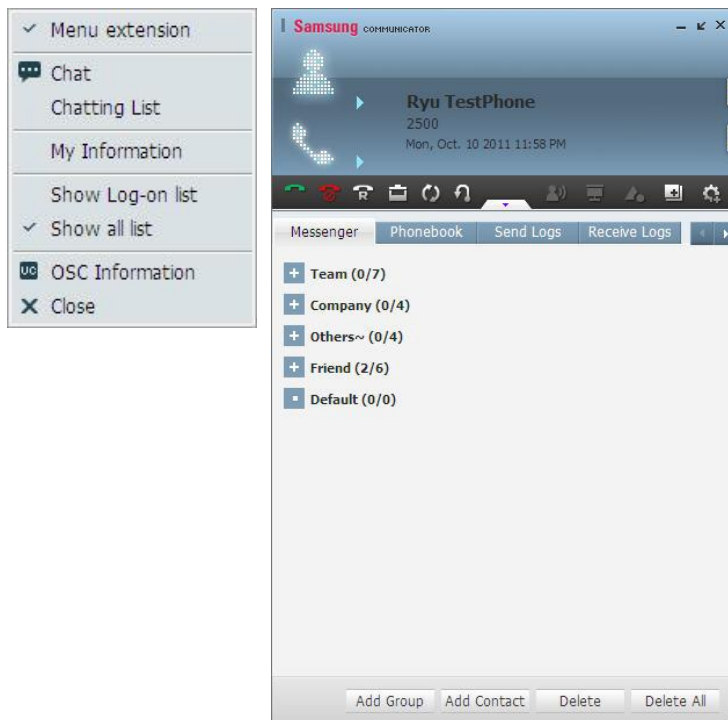 Menu extension
Chat
Chatting List
My Information
Show Log-on list
Show all list
UC OSC Information
Close
Samsung COMMUNICATOR
Ryu TestPhone
2500
Mon, Oct. 10 2011 11:58 PM
R
Messenger Phonebook Send Logs Receive Logs
Team (0/7)
Company (0/4)
Others~ (0/4)
Friend (2/6)
Default (0/0)
Add Group Add Contact Delete Delete All